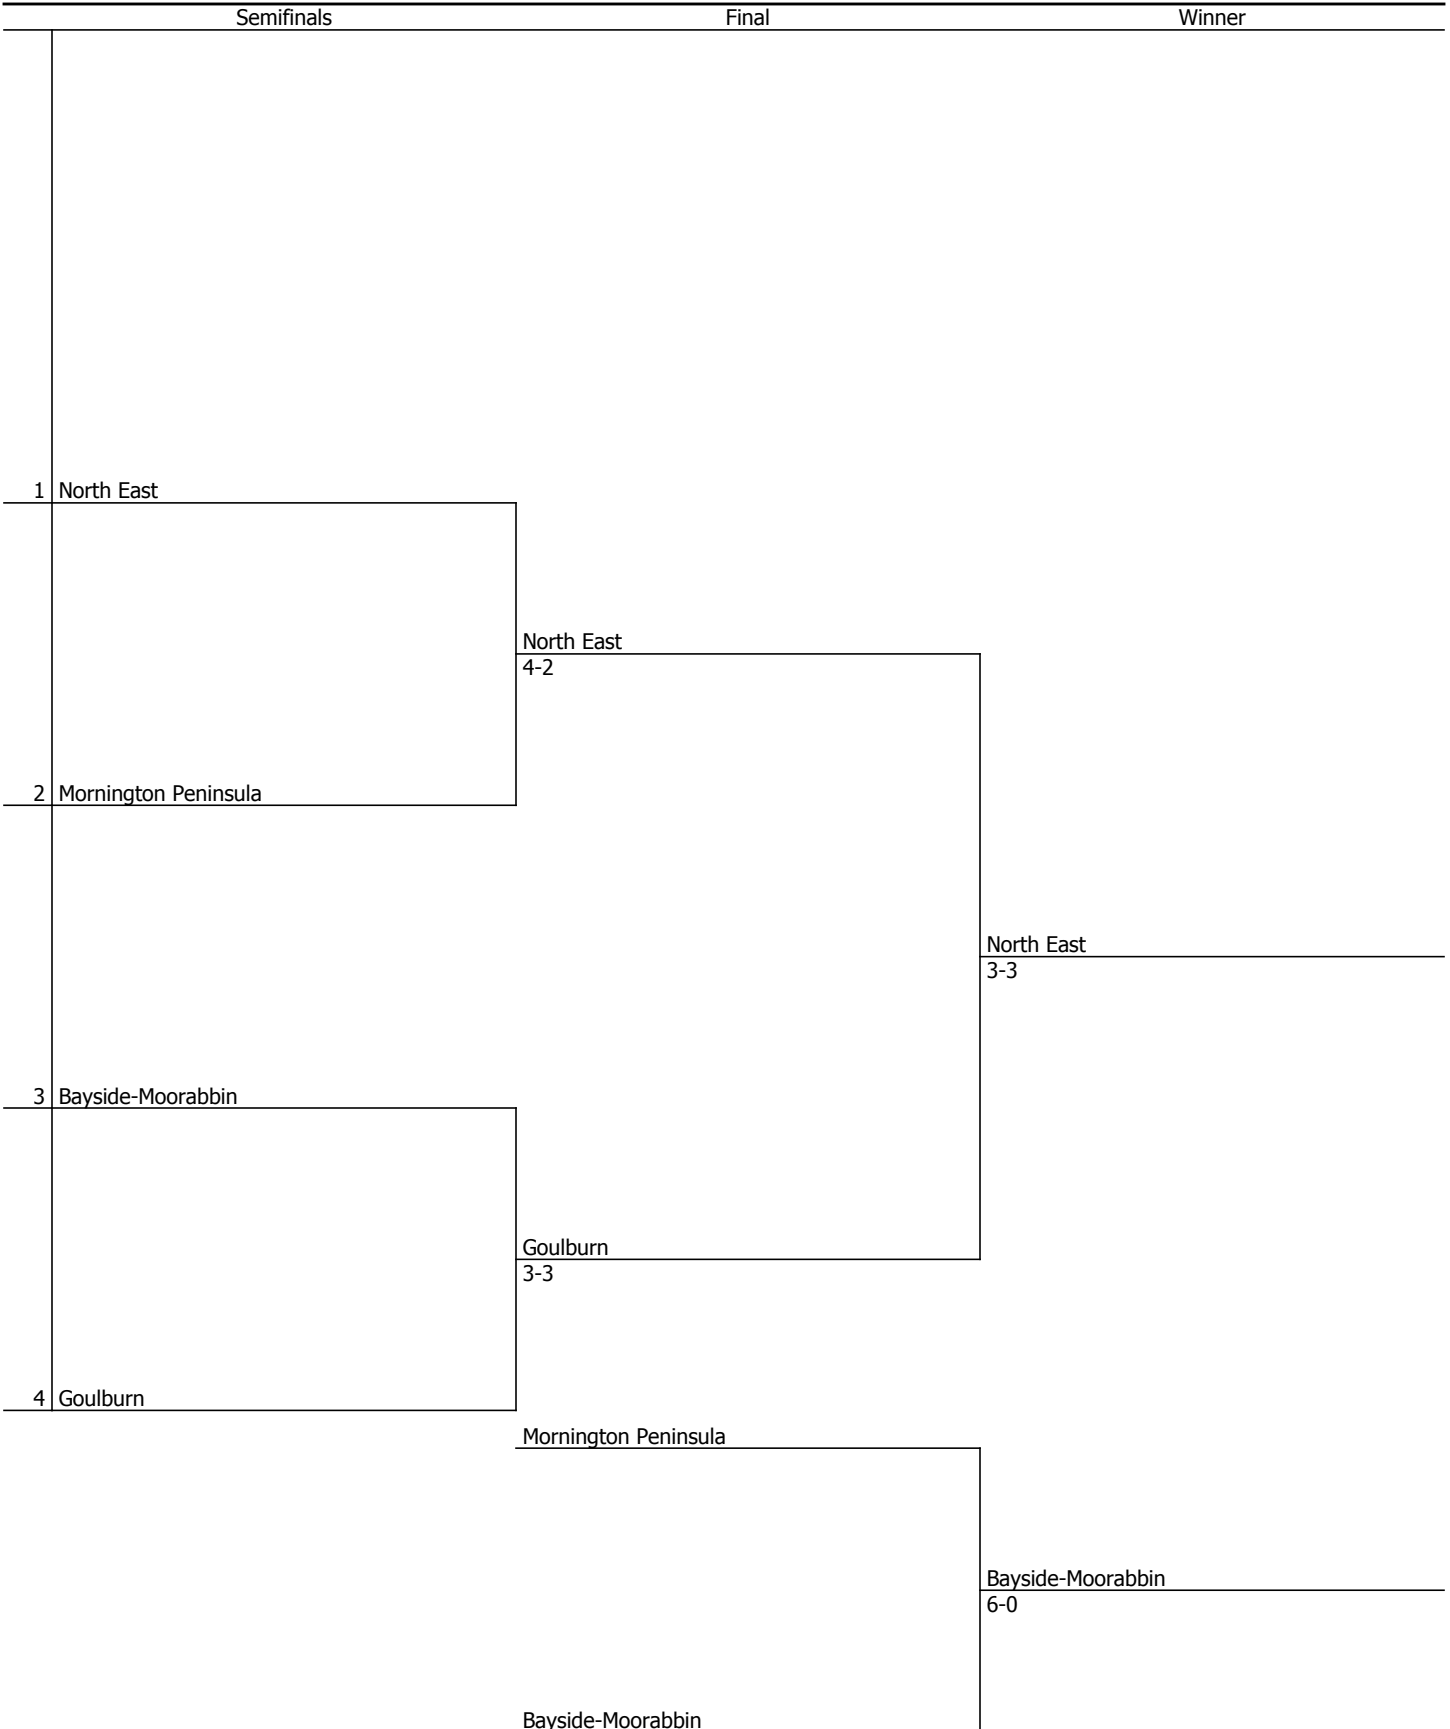 Semifinals Final Winner
1 North East
North East
4-2
2 Mornington Peninsula
North East
3-3
3 Bayside-Moorabbin
Goulburn
3-3
4 Goulburn
Mornington Peninsula
Bayside-Moorabbin
6-0
Bayside-Moorabbin